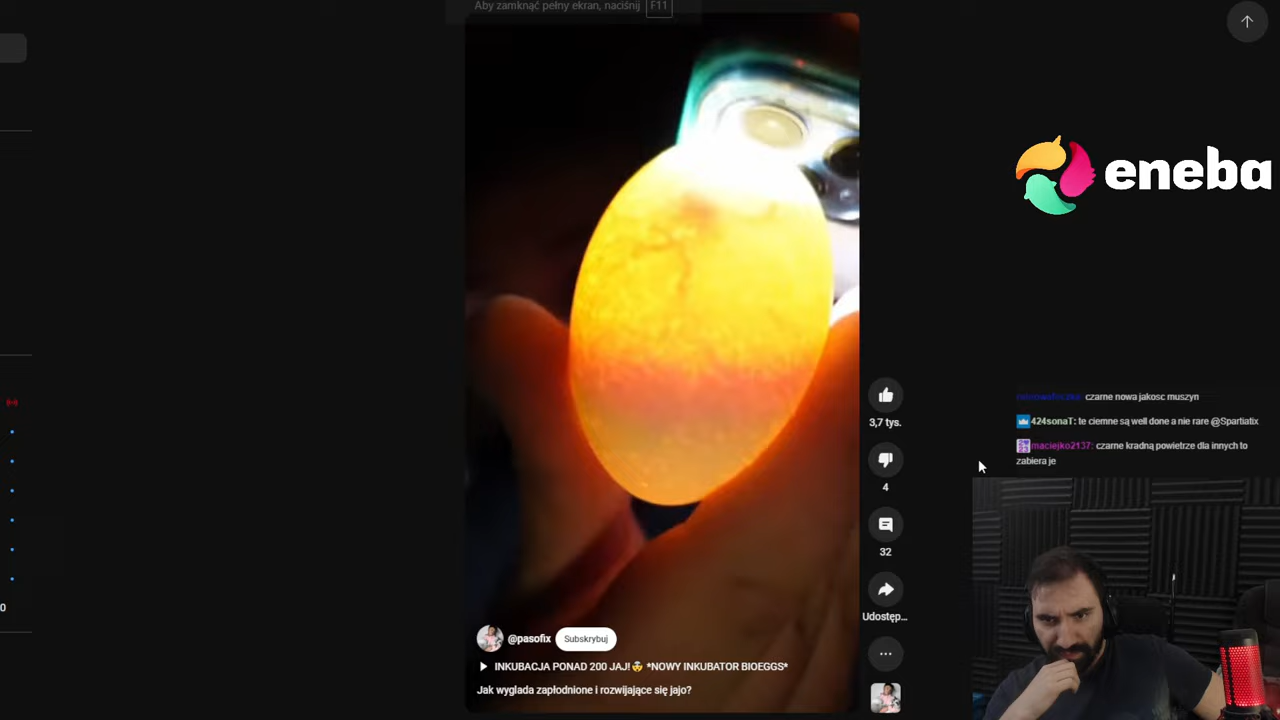 Aby zamknąć pełny ekran, naciśnij F11
eneba
3,7 tys.
4
32
Udostęp...
czarne nowa jakosc muszyn
424sonaT: te ciemne są well done a nie rare @Spartiatix
maciejko2137: czarne kradną powietrze dla innych to
zabiera je
@pasofix Subskrybuj
INKUBACJA PONAD 200 JAJ!🤯 *NOWY INKUBATOR BIOEGGS*
Jak wyglada zapłodnione i rozwijające się jajo?
0